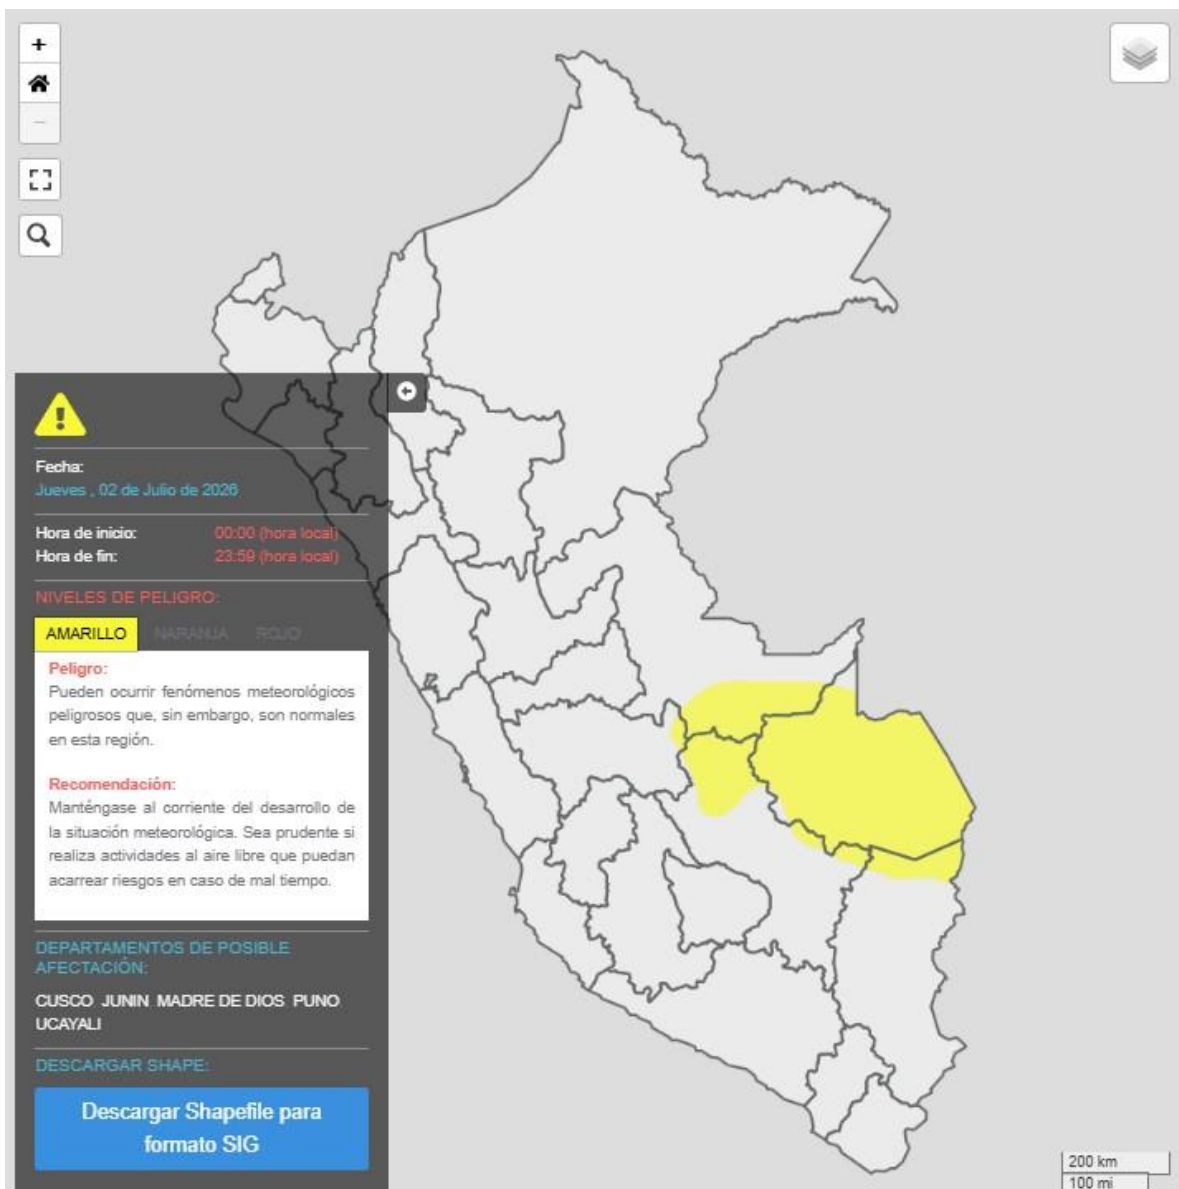 +
−
Fecha:
Jueves , 02 de Julio de 2026
Hora de inicio: 00:00 (hora local)
Hora de fin: 23:59 (hora local)
NIVELES DE PELIGRO:
AMARILLO NARANJA ROJO
Peligro:
Pueden ocurrir fenómenos meteorológicos
peligrosos que, sin embargo, son normales
en esta región.
Recomendación:
Manténgase al corriente del desarrollo de
la situación meteorológica. Sea prudente si
realiza actividades al aire libre que puedan
acarrear riesgos en caso de mal tiempo.
DEPARTAMENTOS DE POSIBLE
AFECTACIÓN:
CUSCO JUNIN MADRE DE DIOS PUNO
UCAYALI
DESCARGAR SHAPE:
Descargar Shapefile para
formato SIG
200 km
100 mi